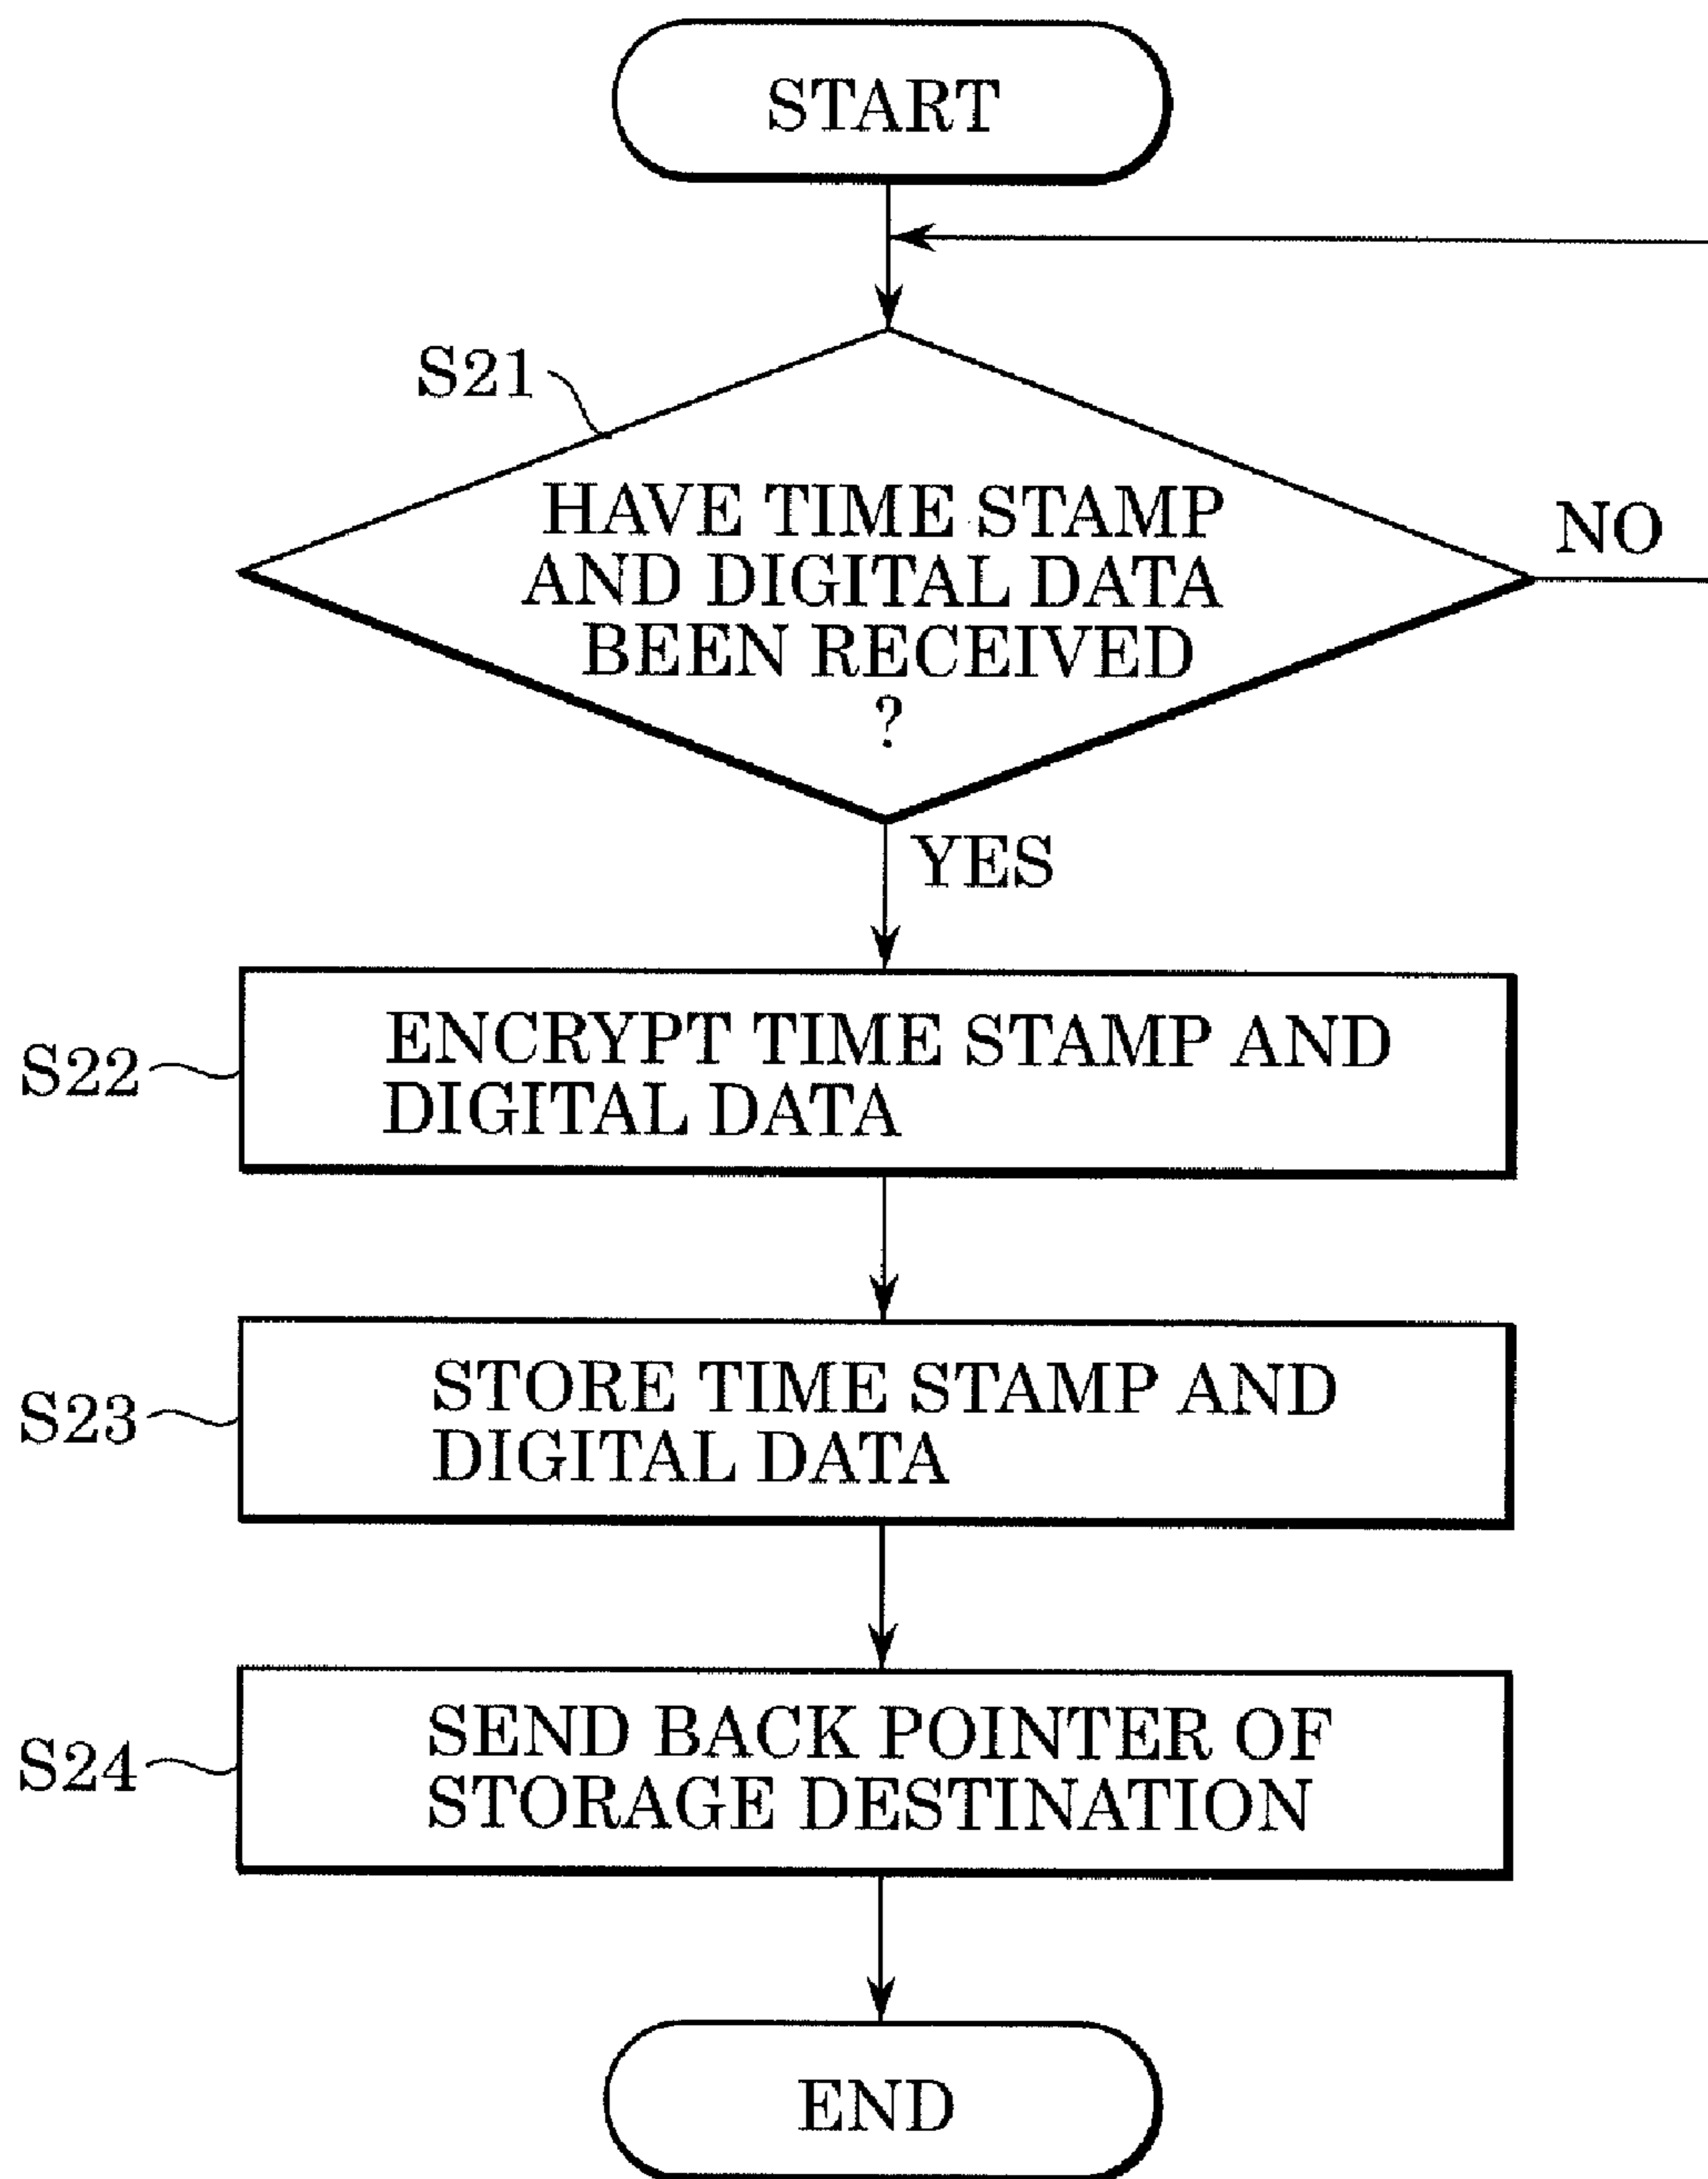 START
S21
HAVE TIME STAMP
AND DIGITAL DATA
BEEN RECEIVED
?
NO
YES
S22
ENCRYPT TIME STAMP AND
DIGITAL DATA
S23
STORE TIME STAMP AND
DIGITAL DATA
S24
SEND BACK POINTER OF
STORAGE DESTINATION
END